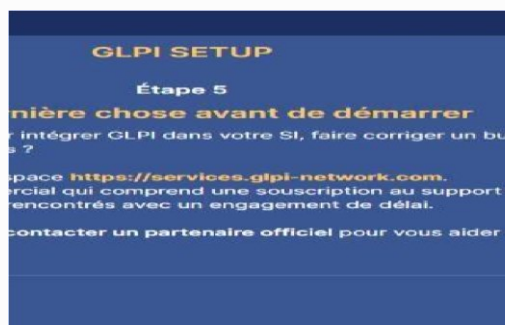 GLPI SETUP
Étape 5
nière chose avant de démarrer
r intégrer GLPI dans votre SI, faire corriger un bu
s ?
space https://services.glpi-network.com.
ercial qui comprend une souscription au support
rencontrés avec un engagement de délai.
contacter un partenaire officiel pour vous aider